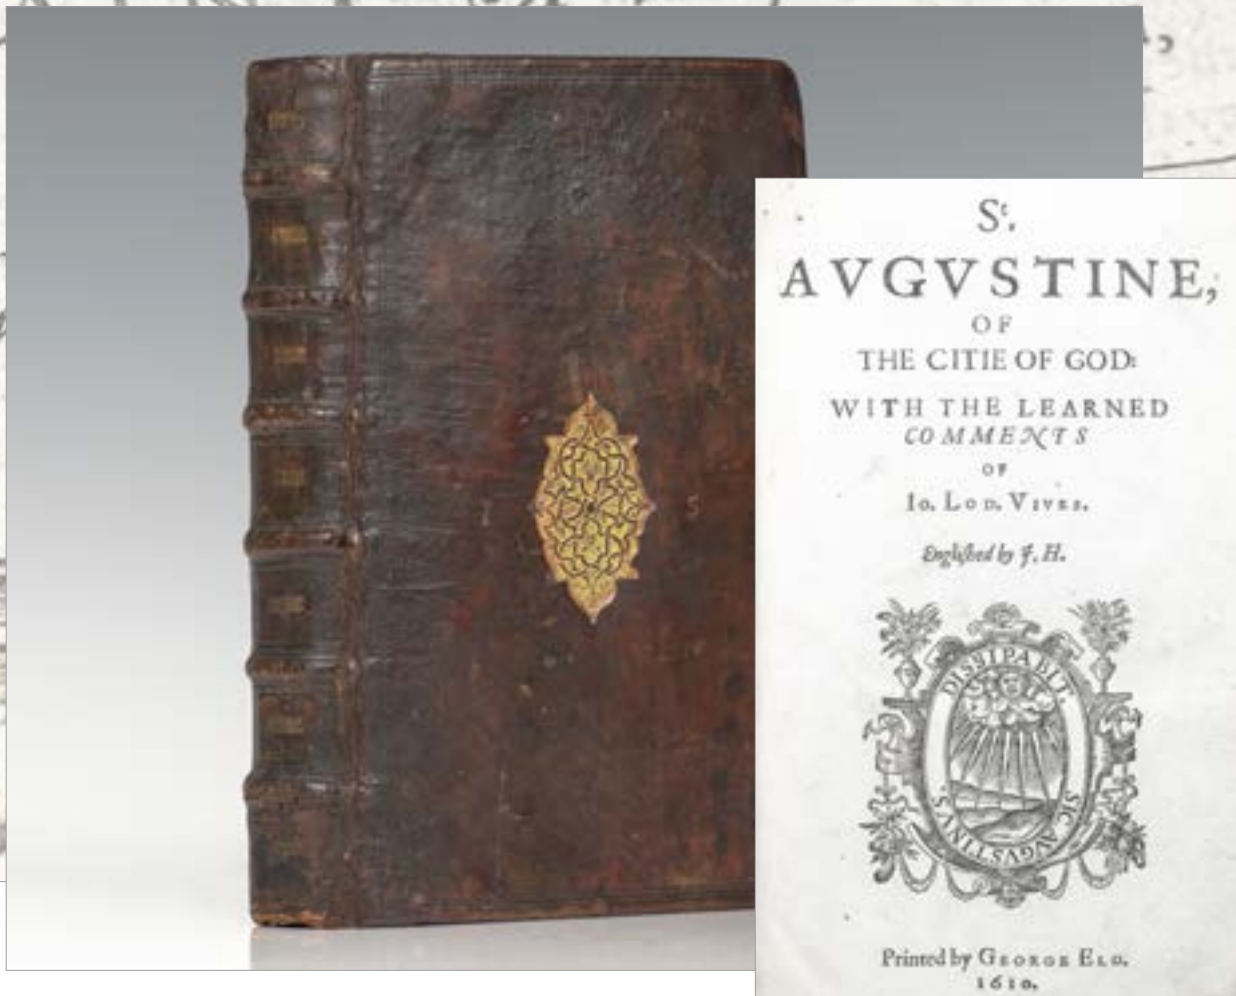 St.
AVGVSTINE,
OF
THE CITIE OF GOD:
WITH THE LEARNED
COMMENTS
OF
Io. LOD. VIVES.
Englished by J. H.
DISSIPABIT.
SIC AVGVSTINVS.
Printed by GEORGE ELD.
1610.
I S